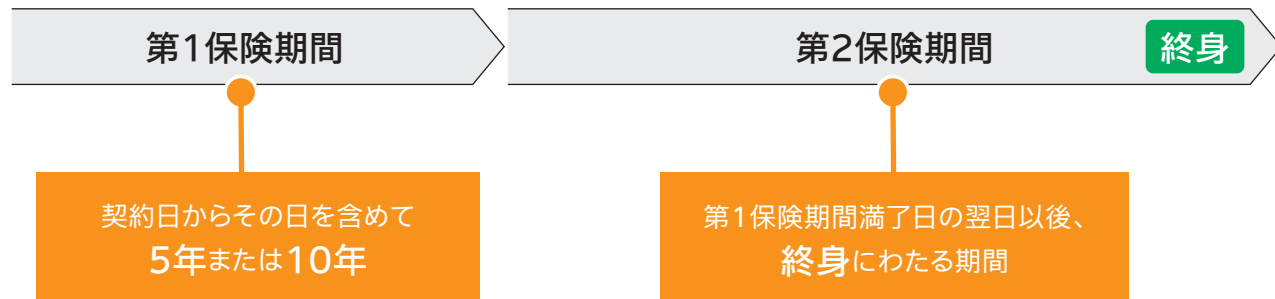 第1保険期間
第2保険期間
終身
契約日からその日を含めて
5年または10年
第1保険期間満了日の翌日以後、
終身にわたる期間